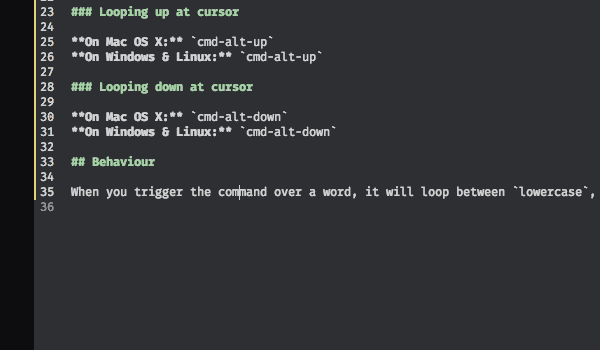 23 ### Looping up at cursor
24
25 **On Mac OS X:** `cmd-alt-up`
26 **On Windows & Linux:** `cmd-alt-up`
27
28 ### Looping down at cursor
29
30 **On Mac OS X:** `cmd-alt-down`
31 **On Windows & Linux:** `cmd-alt-down`
32
33 ## Behaviour
34
35 When you trigger the command over a word, it will loop between `lowercase`,
36